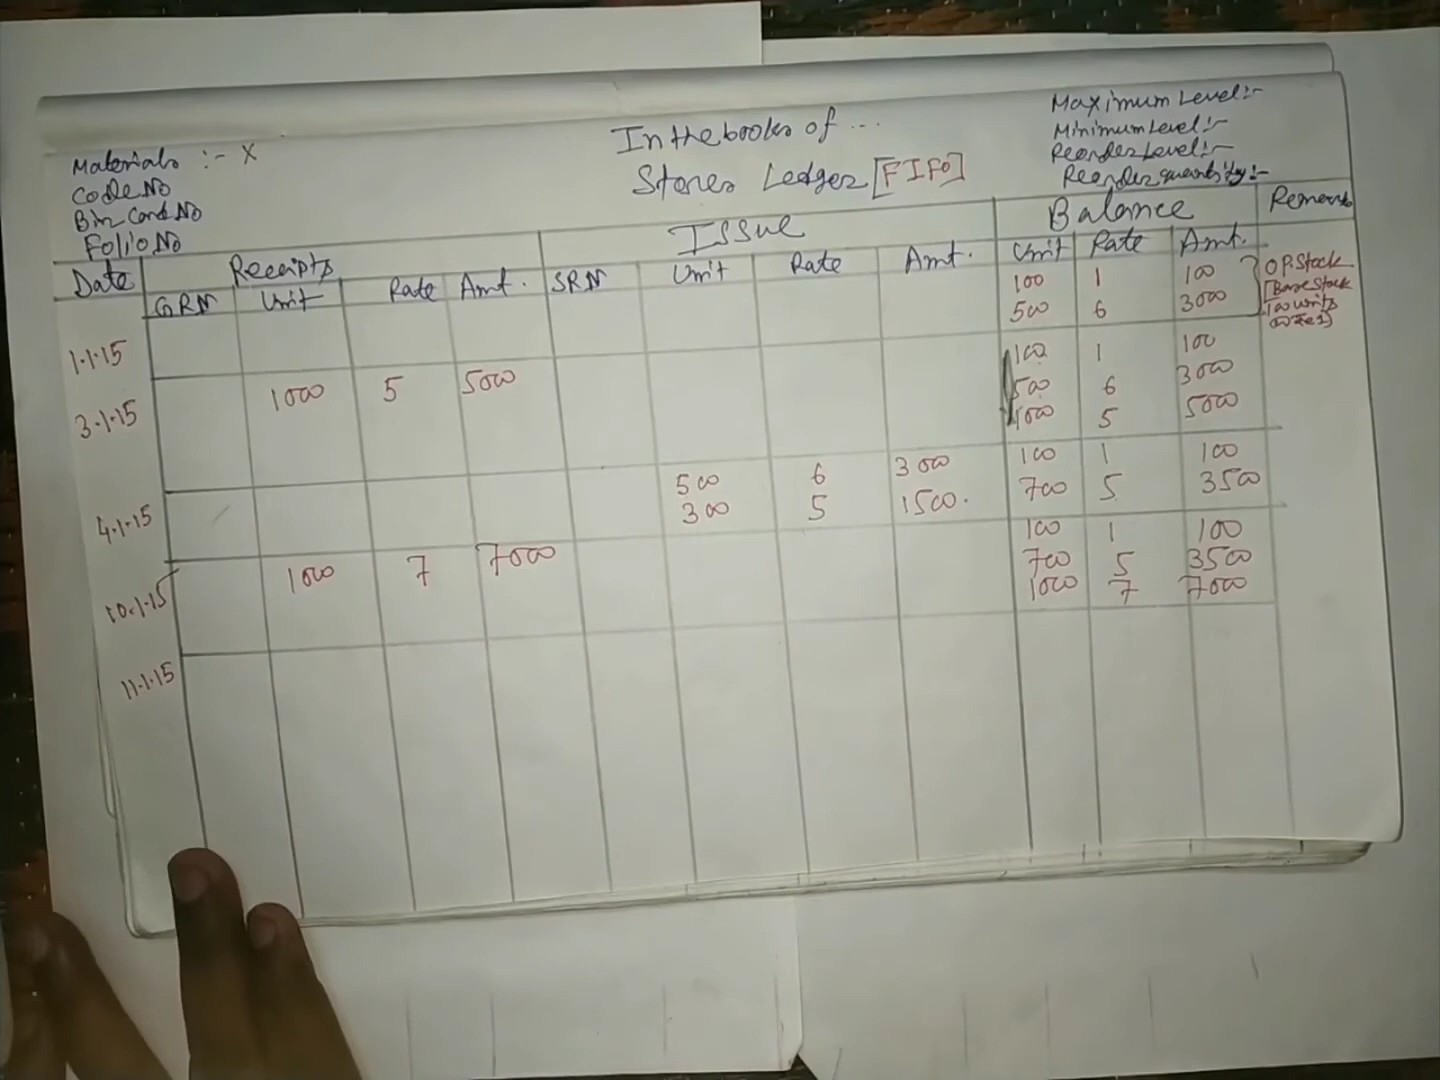 Materials :- X
Code No
Bin Card No
Folio No
In the books of ...
Stores Ledger [FIFO]
Maximum Level:-
Minimum Level:-
Reorder Level:-
Reorder quantity:-
Date Receipts Issue Balance Remarks
GRN Unit Rate Amt. SRN Unit Rate Amt. Unit Rate Amt.
1.1.15 100 1 100 OP. Stock
500 6 3000 [Base Stock
100 units
3.1.15 1000 5 5000 100 1 100
500 6 3000
1000 5 5000
4.1.15 500 6 3000 100 1 100
300 5 1500. 700 5 3500
10.1.15 1000 7 7000 100 1 100
700 5 3500
1000 7 7000
11.1.15